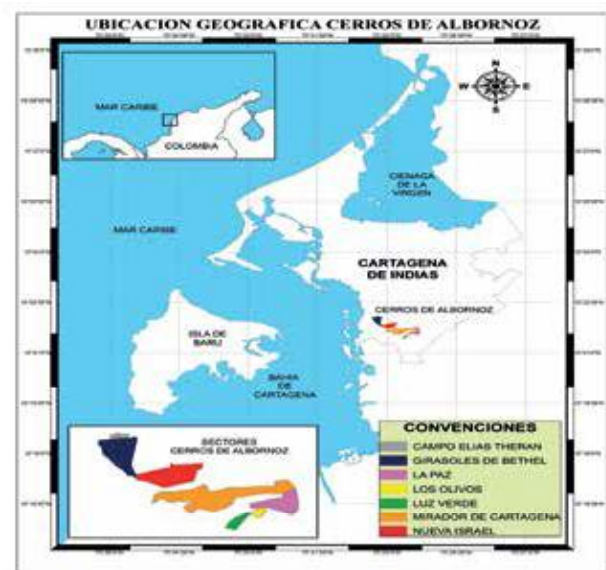 UBICACION GEOGRAFICA CERROS DE ALBORNOZ
N
W E
S
MAR CARIBE
COLOMBIA
CIENAGA
DE LA
VIRGEN
MAR CARIBE
CARTAGENA
DE INDIAS
CERROS DE ALBORNOZ
ISLA DE
BARU
BAHIA
DE
CARTAGENA
SECTORES
CERROS DE ALBORNOZ
CONVENCIONES
CAMPO ELIAS THERAN
GIRASOLES DE BETHEL
LA PAZ
LOS OLIVOS
LUZ VERDE
MIRADOR DE CARTAGENA
NUEVA ISRAEL